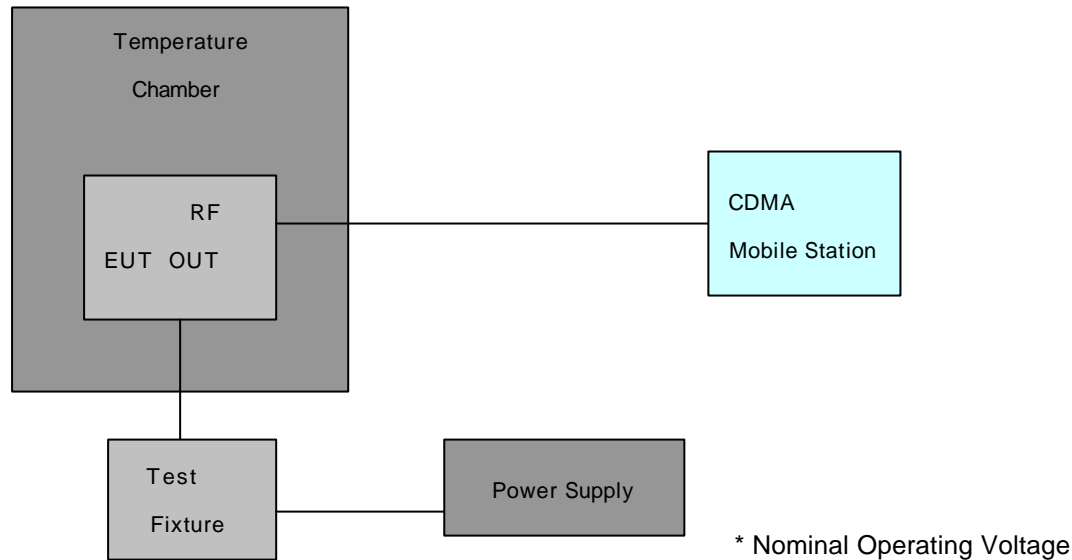 Temperature
Chamber
RF
EUT OUT
CDMA
Mobile Station
Test
Fixture
Power Supply
* Nominal Operating Voltage